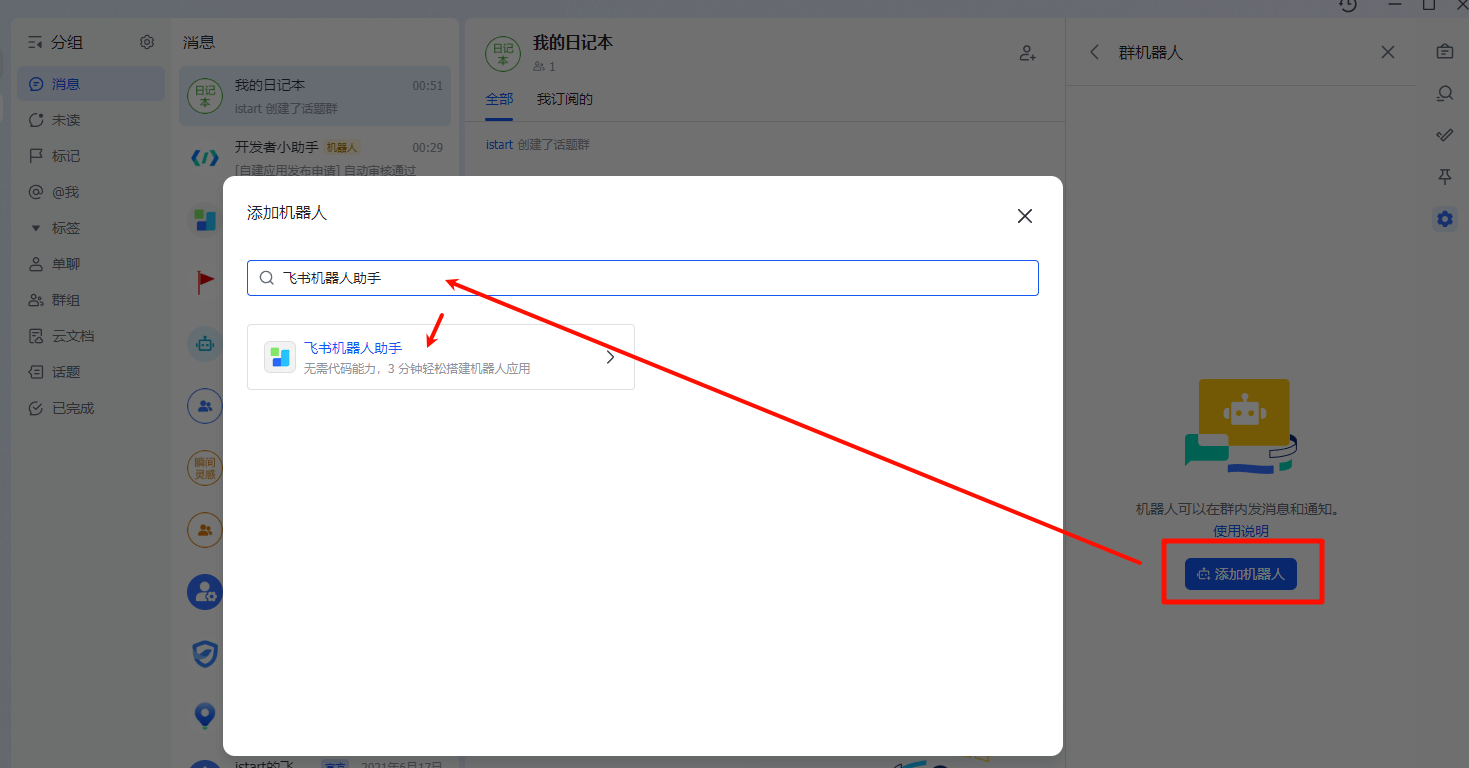 分组
消息
未读
标记
@我
标签
单聊
群组
云文档
话题
已完成
消息
日记
本
我的日记本
00:51
istart 创建了话题群
开发者小助手 机器人
00:29
[自建应用发布申请] 自动审核通过
瞬间
灵感
istart的飞
官方
2021年6月17日
日记
本
我的日记本
1
全部
我订阅的
istart 创建了话题群
添加机器人
飞书机器人助手
飞书机器人助手
无需代码能力，3 分钟轻松搭建机器人应用
群机器人
机器人可以在群内发消息和通知。
使用说明
添加机器人